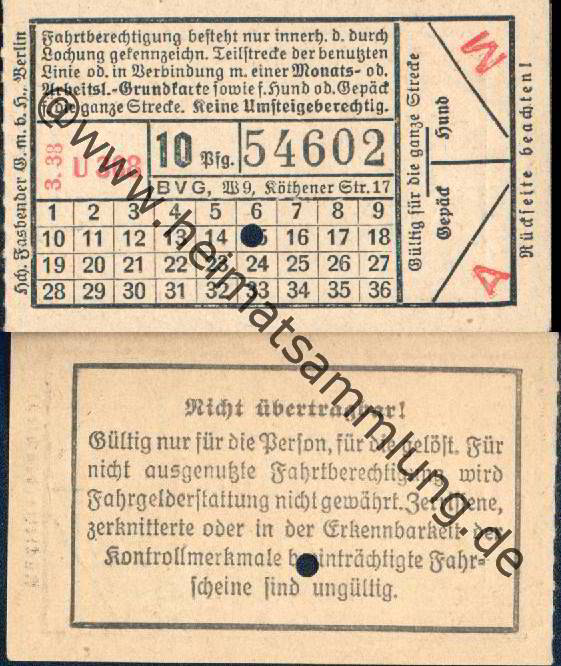 Fahrtberechtigung besteht nur innerh. d. durch
Lochung gekennzeichn. Teilstrecke der benutzten
Linie od. in Verbindung m. einer Monats- od.
Arbeitsl.-Grundkarte sowie f. Hund od. Gepäck
f. die ganze Strecke. Keine Umsteigeberechtig.
3.38 U 388 10 Pfg. 54602
BVG, W9, Köthener Str. 17
1 2 3 4 5 6 7 8 9
10 11 12 13 14 16 17 18
19 20 21 22 23 24 25 26 27
28 29 30 31 32 33 34 35 36
Hch. Fasbender G. m. b. H., Berlin
Gültig für die ganze Strecke
Gepäck Hund
W
A
Rückseite beachten!
@www.heimatsammlung.de
Nicht übertragbar!
Gültig nur für die Person, für die gelöst. Für
nicht ausgenutzte Fahrtberechtigung wird
Fahrgelderstattung nicht gewährt. Zerrissene,
zerknitterte oder in der Erkennbarkeit der
Kontrollmerkmale beeinträchtigte Fahr-
scheine sind ungültig.